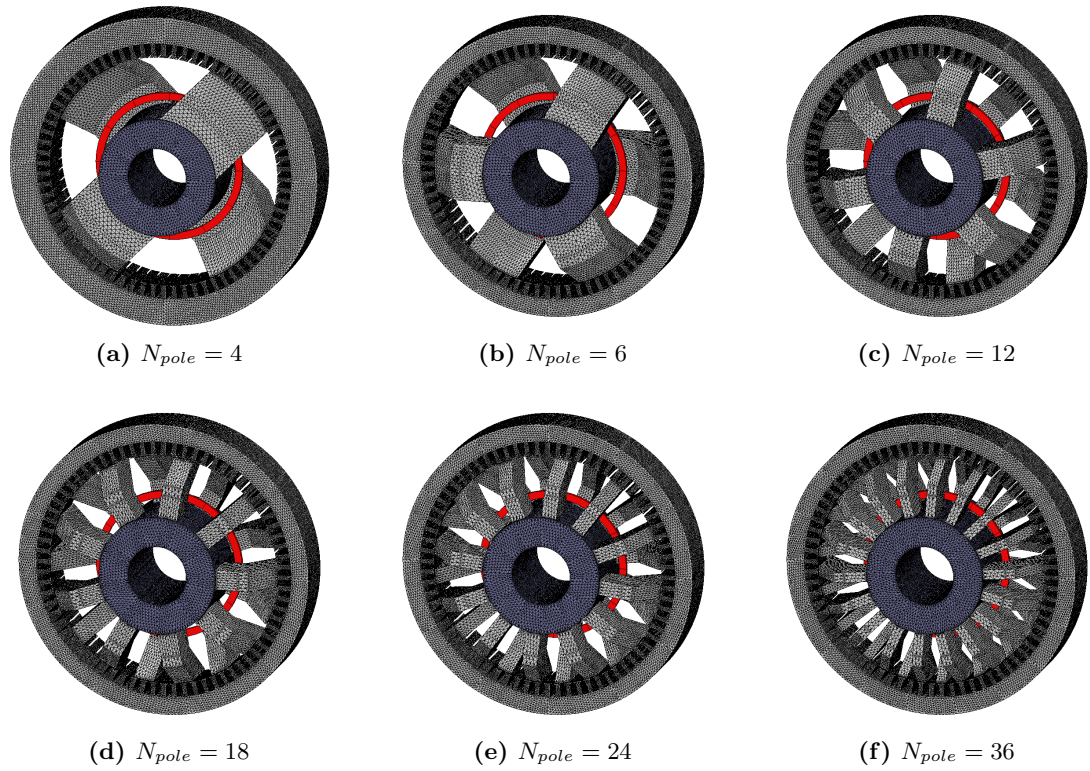 (a) N_pole = 4
(b) N_pole = 6
(c) N_pole = 12
(d) N_pole = 18
(e) N_pole = 24
(f) N_pole = 36